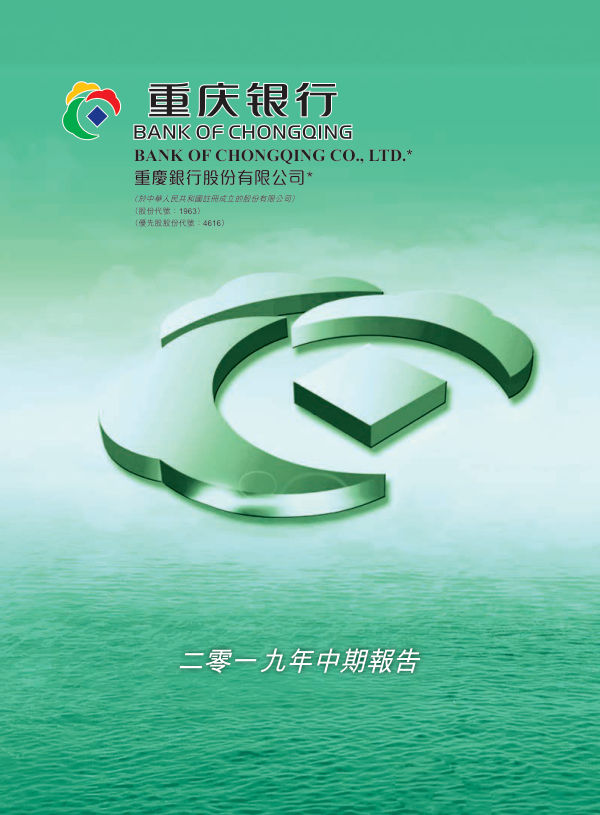 重庆银行
BANK OF CHONGQING
BANK OF CHONGQING CO., LTD.*
重慶銀行股份有限公司*
(於中華人民共和國註冊成立的股份有限公司)
(股份代號：1963)
(優先股股份代號：4616)
二零一九年中期報告